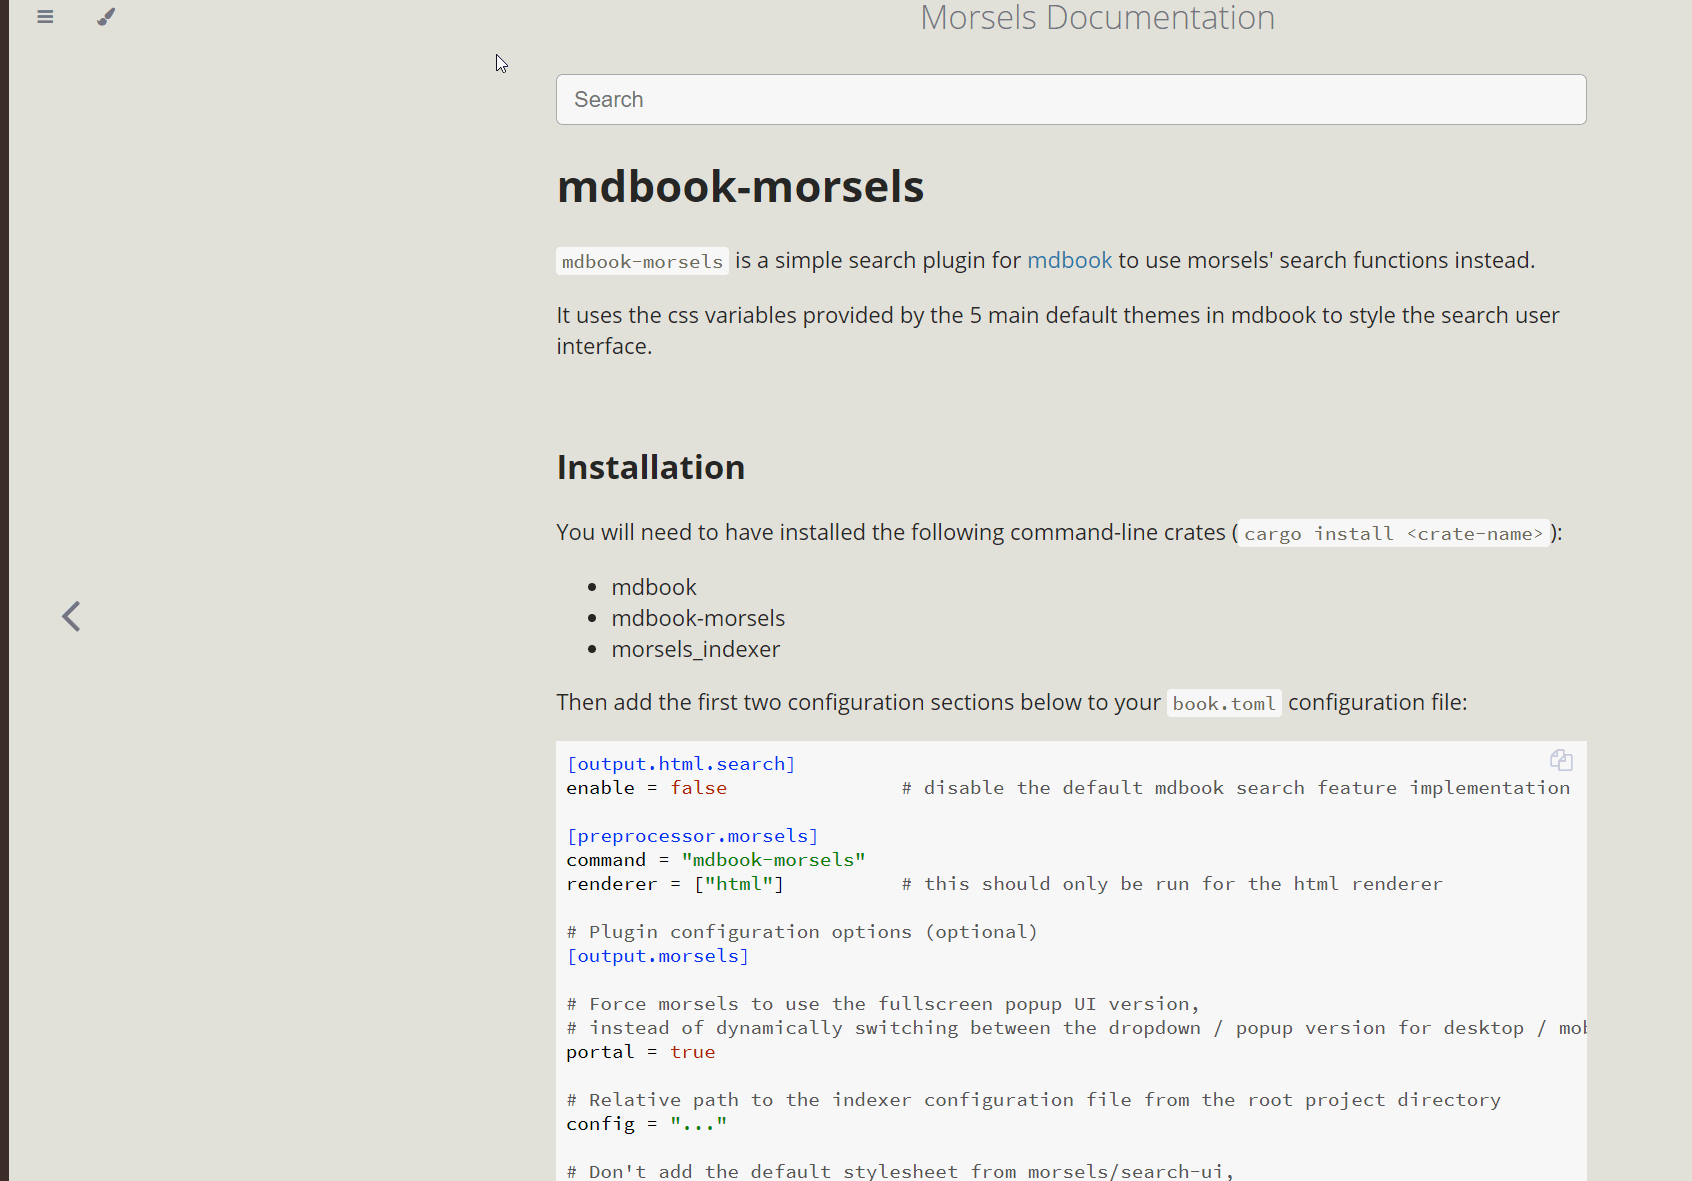 Morsels Documentation
Search
mdbook-morsels
mdbook-morsels is a simple search plugin for mdbook to use morsels' search functions instead.
It uses the css variables provided by the 5 main default themes in mdbook to style the search user
interface.
Installation
You will need to have installed the following command-line crates (cargo install <crate-name>):
• mdbook
• mdbook-morsels
• morsels_indexer
Then add the first two configuration sections below to your book.toml configuration file:
[output.html.search]
enable = false # disable the default mdbook search feature implementation
[preprocessor.morsels]
command = "mdbook-morsels"
renderer = ["html"] # this should only be run for the html renderer
# Plugin configuration options (optional)
[output.morsels]
# Force morsels to use the fullscreen popup UI version,
# instead of dynamically switching between the dropdown / popup version for desktop /
portal = true
# Relative path to the indexer configuration file from the root project directory
config = "..."
# Don't add the default stylesheet from morsels/search-ui,